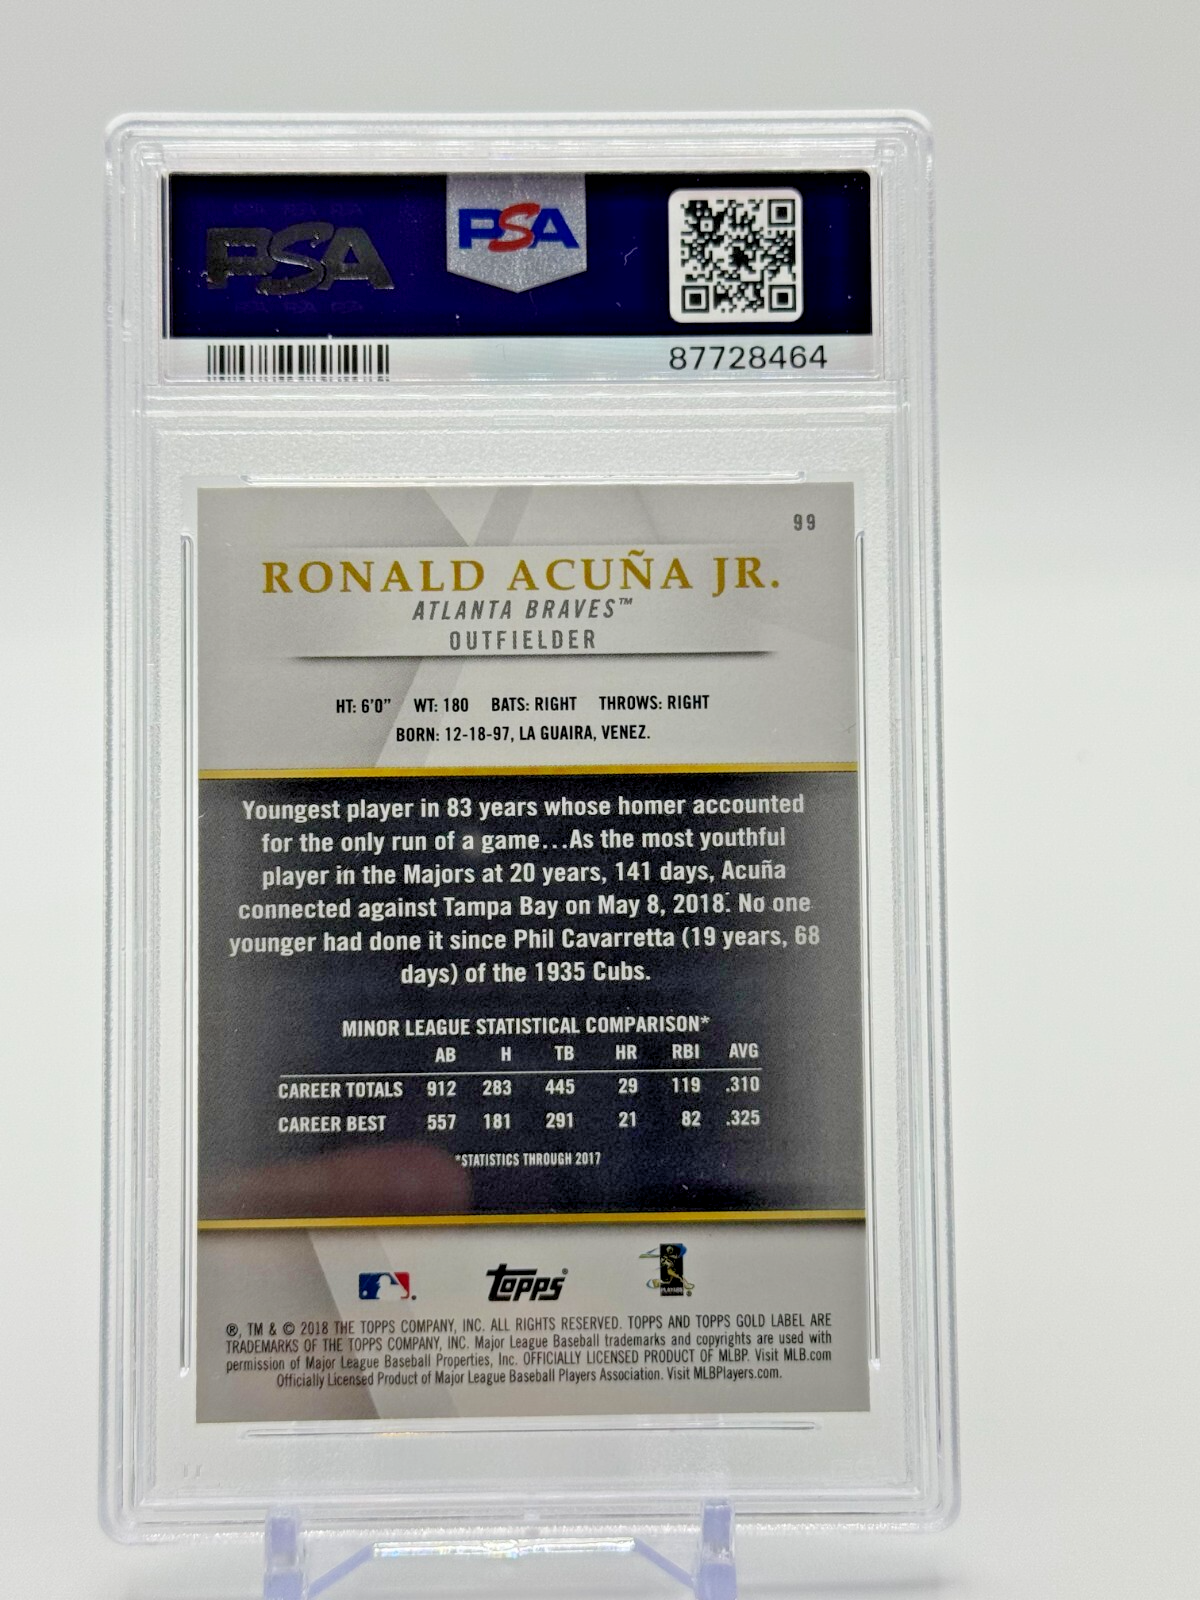 PSA
PSA
87728464
99
RONALD ACUÑA JR.
ATLANTA BRAVES™
OUTFIELDER
HT: 6'0" WT: 180 BATS: RIGHT THROWS: RIGHT
BORN: 12-18-97, LA GUAIRA, VENEZ.
Youngest player in 83 years whose homer accounted
for the only run of a game...As the most youthful
player in the Majors at 20 years, 141 days, Acuña
connected against Tampa Bay on May 8, 2018. No one
younger had done it since Phil Cavarretta (19 years, 68
days) of the 1935 Cubs.
MINOR LEAGUE STATISTICAL COMPARISON*
AB H TB HR RBI AVG
CAREER TOTALS 912 283 445 29 119 .310
CAREER BEST 557 181 291 21 82 .325
*STATISTICS THROUGH 2017
topps®
PLAYERS
®, TM & © 2018 THE TOPPS COMPANY, INC. ALL RIGHTS RESERVED. TOPPS AND TOPPS GOLD LABEL ARE
TRADEMARKS OF THE TOPPS COMPANY, INC. Major League Baseball trademarks and copyrights are used with
permission of Major League Baseball Properties, Inc. OFFICIALLY LICENSED PRODUCT OF MLBP. Visit MLB.com
Officially Licensed Product of Major League Baseball Players Association. Visit MLBPlayers.com.